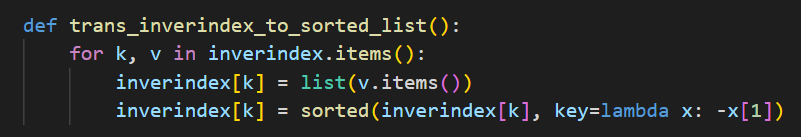 def trans_inverindex_to_sorted_list():
    for k, v in inverindex.items():
        inverindex[k] = list(v.items())
        inverindex[k] = sorted(inverindex[k], key=lambda x: -x[1])